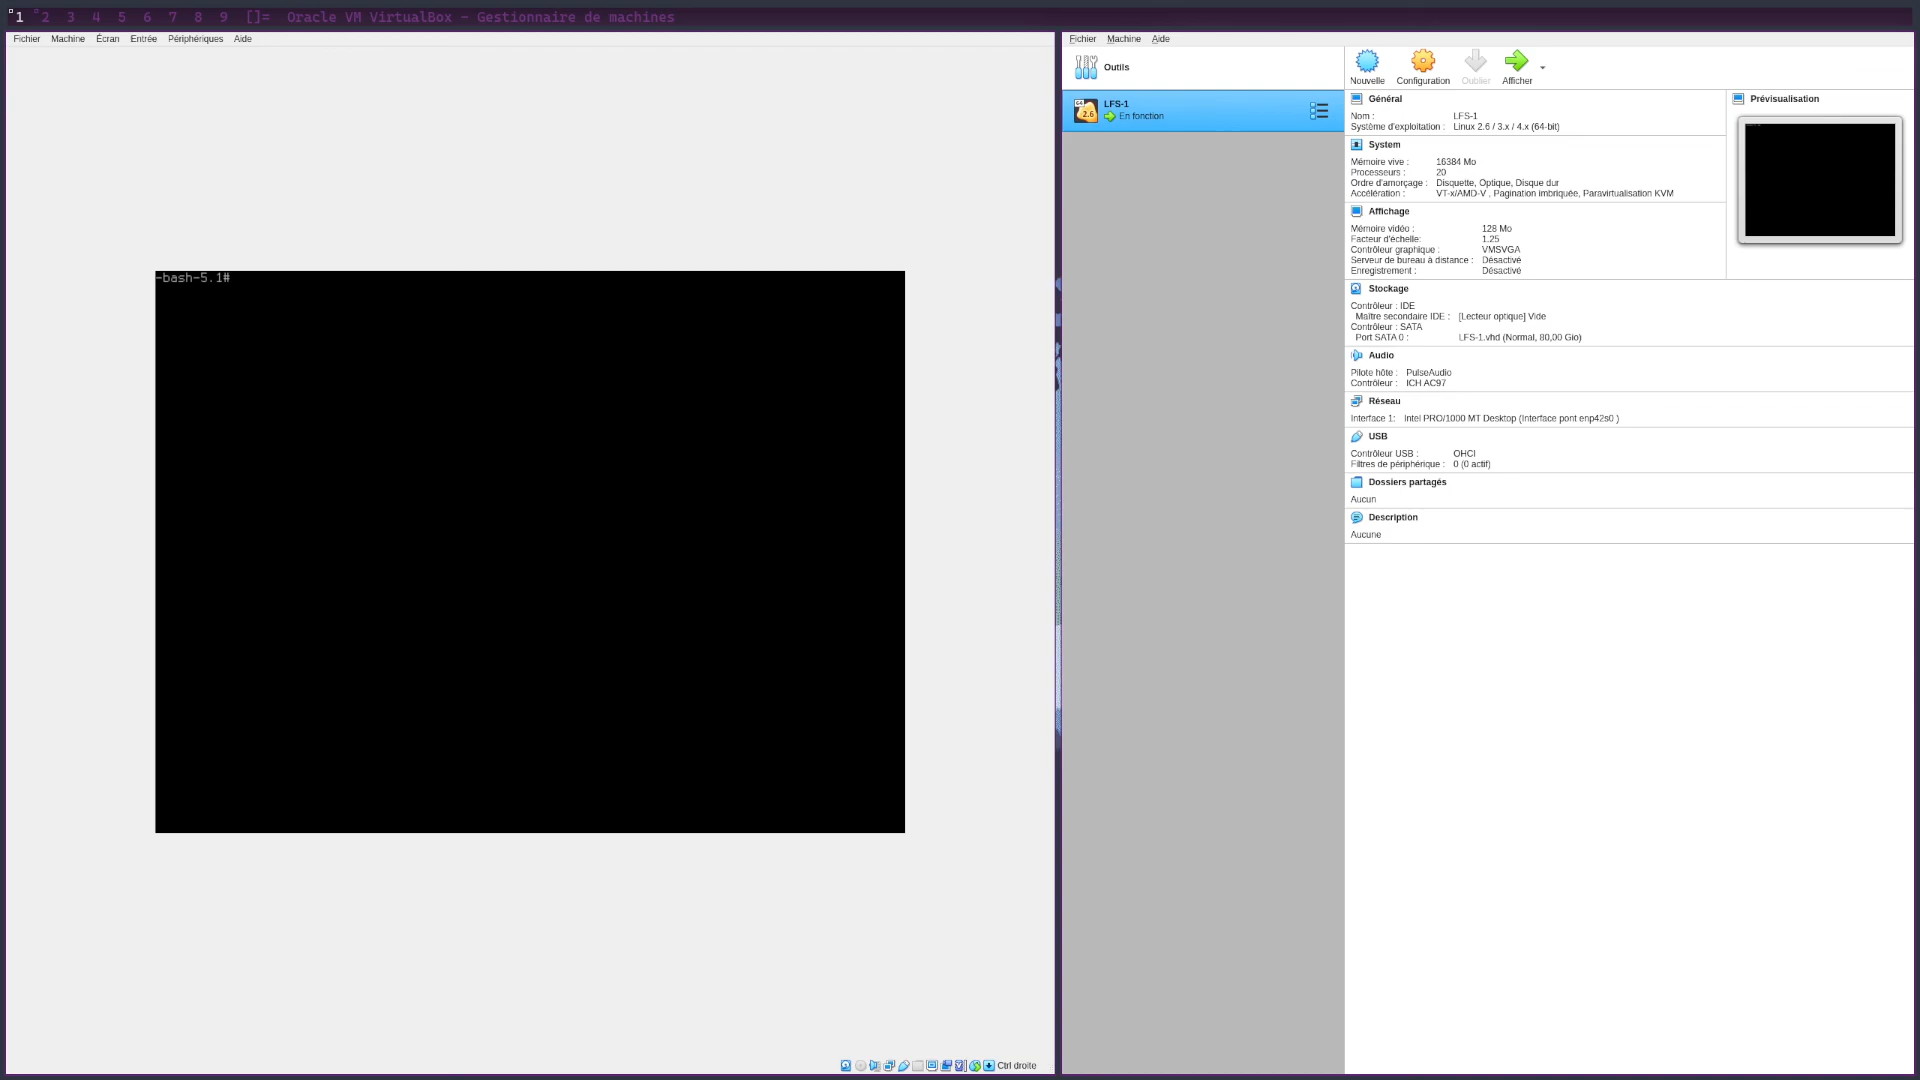 1 2 3 4 5 6 7 8 9 []= Oracle VM VirtualBox - Gestionnaire de machines
Fichier Machine Écran Entrée Périphériques Aide
-bash-5.1#
Ctrl droite
Fichier Machine Aide
Outils
LFS-1
En fonction
2.6
Nouvelle Configuration Oublier Afficher
Général
Nom : LFS-1
Système d'exploitation : Linux 2.6 / 3.x / 4.x (64-bit)
System
Mémoire vive : 16384 Mo
Processeurs : 20
Ordre d'amorçage : Disquette, Optique, Disque dur
Accélération : VT-x/AMD-V , Pagination imbriquée, Paravirtualisation KVM
Affichage
Mémoire vidéo : 128 Mo
Facteur d'échelle: 1.25
Contrôleur graphique : VMSVGA
Serveur de bureau à distance : Désactivé
Enregistrement : Désactivé
Prévisualisation
Stockage
Contrôleur : IDE
Maître secondaire IDE : [Lecteur optique] Vide
Contrôleur : SATA
Port SATA 0 : LFS-1.vhd (Normal, 80,00 Gio)
Audio
Pilote hôte : PulseAudio
Contrôleur : ICH AC97
Réseau
Interface 1: Intel PRO/1000 MT Desktop (Interface pont enp42s0 )
USB
Contrôleur USB : OHCI
Filtres de périphérique : 0 (0 actif)
Dossiers partagés
Aucun
Description
Aucune